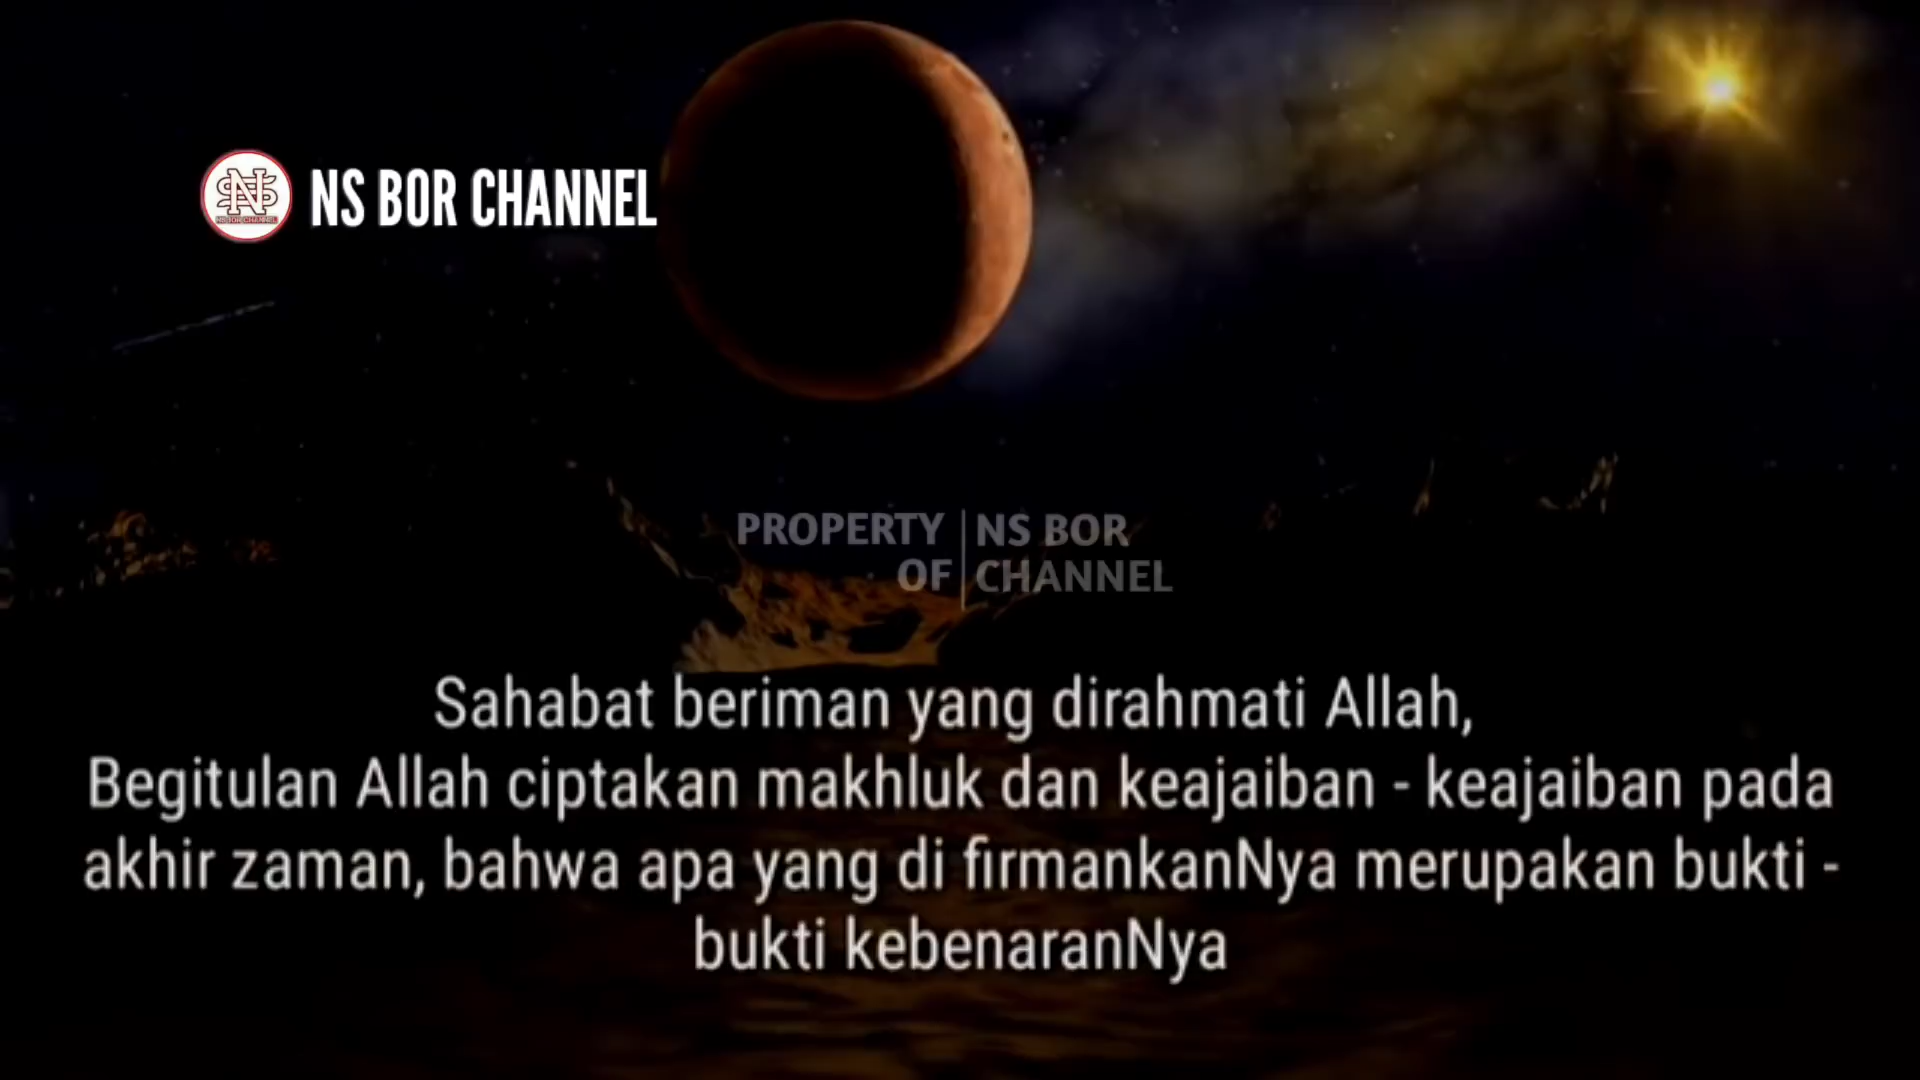 NS BOR CHANNEL
PROPERTY OF
NS BOR CHANNEL
Sahabat beriman yang dirahmati Allah,
Begitulan Allah ciptakan makhluk dan keajaiban - keajaiban pada
akhir zaman, bahwa apa yang di firmankanNya merupakan bukti -
bukti kebenaranNya